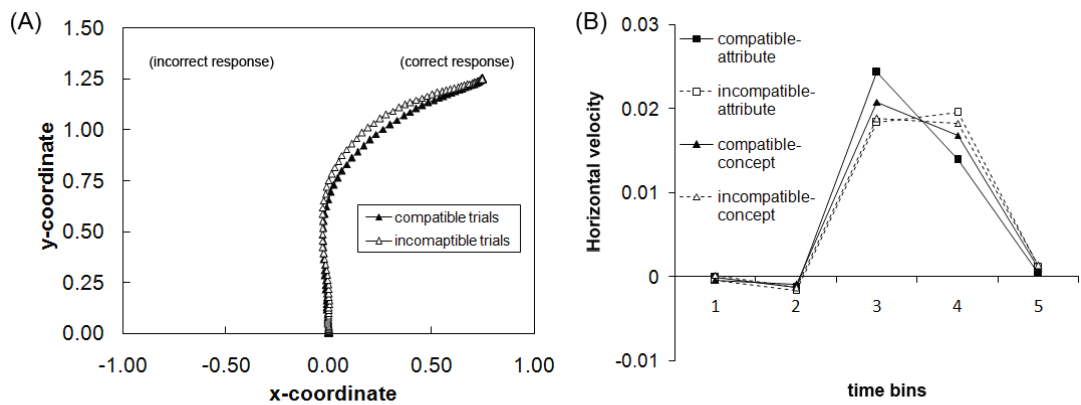 (A)
1.50
1.25
1.00
0.75
0.50
0.25
0.00
y-coordinate
(incorrect response)
(correct response)
compatible trials
incomaptible trials
-1.00
-0.50
0.00
0.50
1.00
x-coordinate
(B)
0.03
0.02
0.01
0
-0.01
Horizontal velocity
compatible-
attribute
incompatible-
attribute
compatible-
concept
incompatible-
concept
1
2
3
4
5
time bins